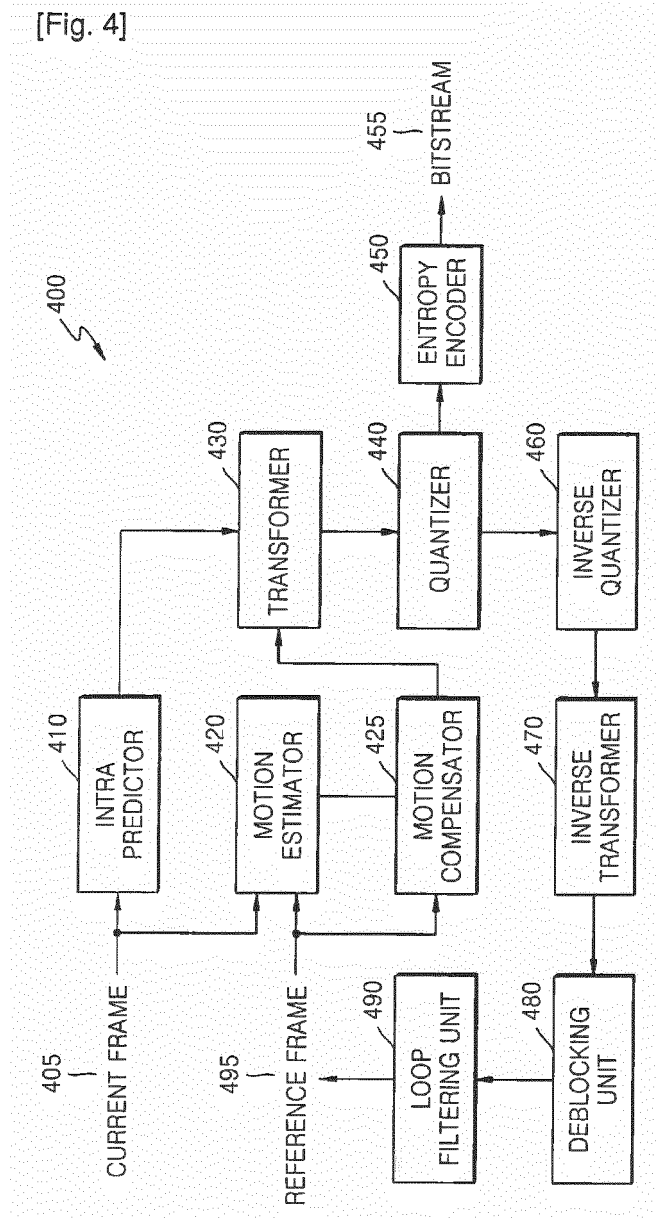 [Fig. 4]
400
405
CURRENT FRAME
410
INTRA
PREDICTOR
430
TRANSFORMER
495
REFERENCE FRAME
420
MOTION
ESTIMATOR
440
QUANTIZER
450
ENTROPY
ENCODER
455
BITSTREAM
490
LOOP
FILTERING UNIT
425
MOTION
COMPENSATOR
460
INVERSE
QUANTIZER
480
DEBLOCKING
UNIT
470
INVERSE
TRANSFORMER